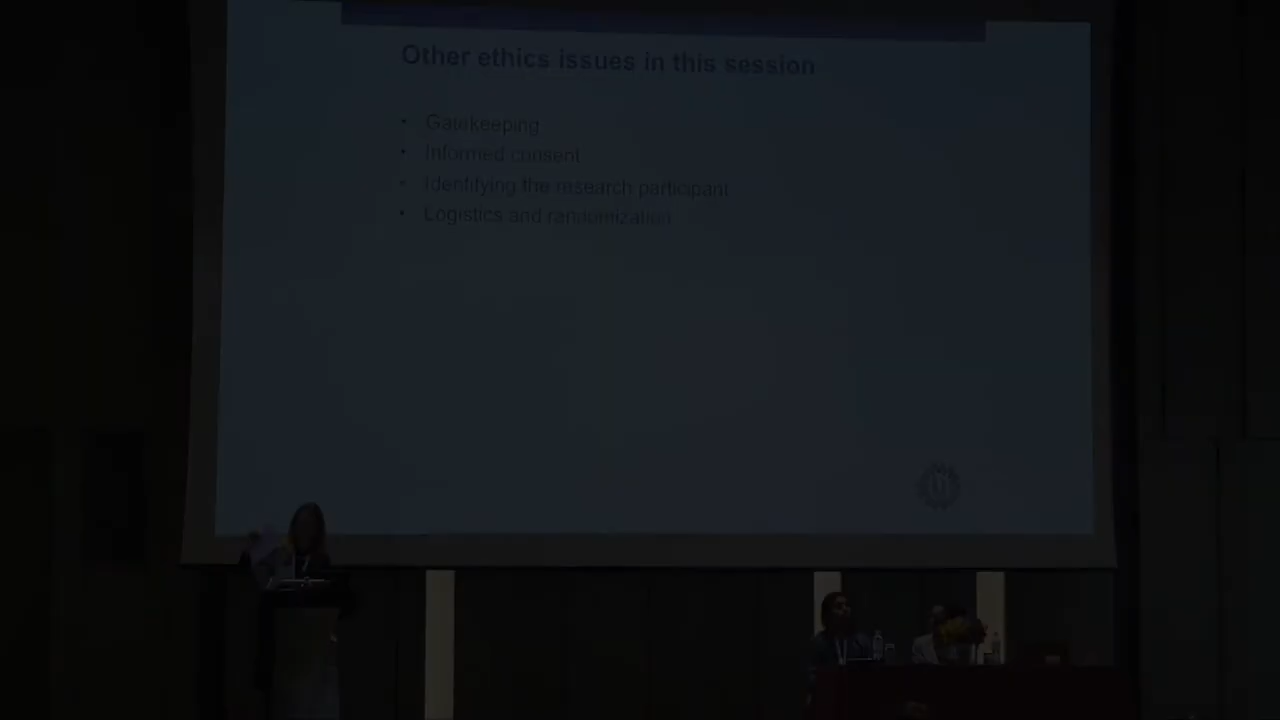 Other ethics issues in this session
• Gatekeeping
• Informed consent
• Identifying the research participant
• Logistics and randomization